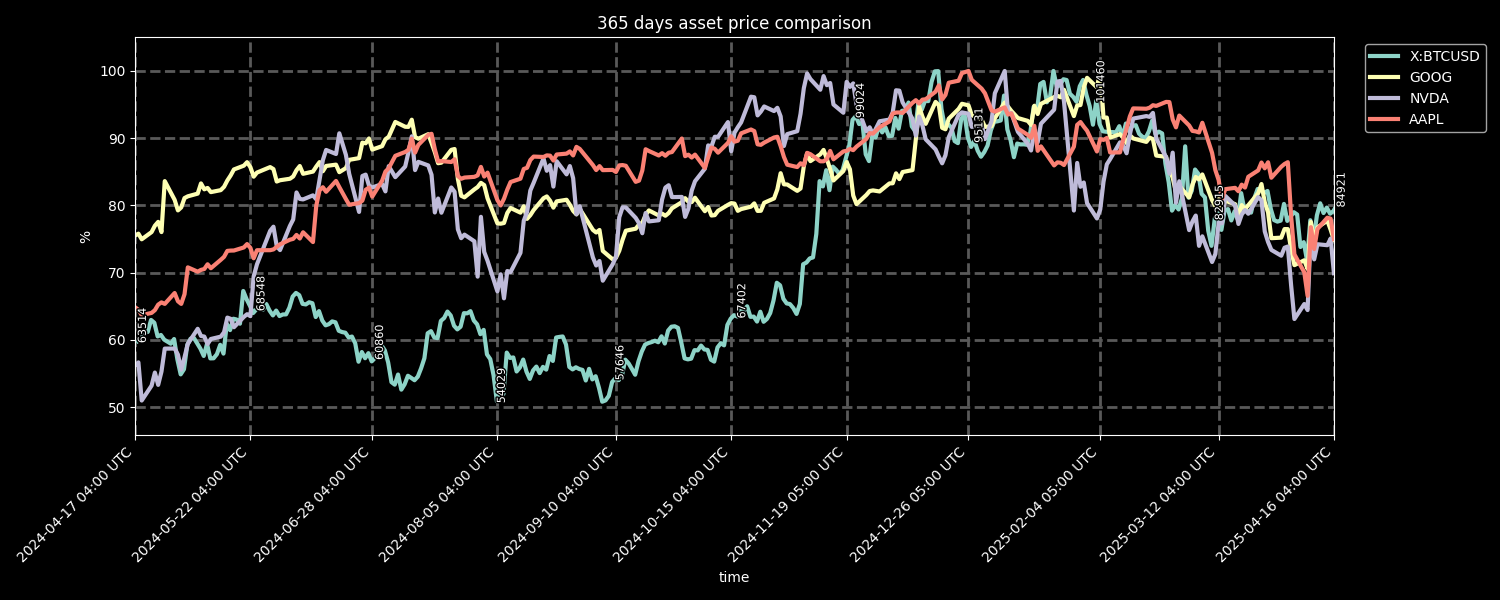 365 days asset price comparison
X:BTCUSD
GOOG
NVDA
AAPL
%
100
90
80
70
60
50
63514
68548
60860
54029
57646
67402
99024
95131
101460
82915
84921
2024-04-17 04:00 UTC
2024-05-22 04:00 UTC
2024-06-28 04:00 UTC
2024-08-05 04:00 UTC
2024-09-10 04:00 UTC
2024-10-15 04:00 UTC
2024-11-19 05:00 UTC
2024-12-26 05:00 UTC
2025-02-04 05:00 UTC
2025-03-12 04:00 UTC
2025-04-16 04:00 UTC
time